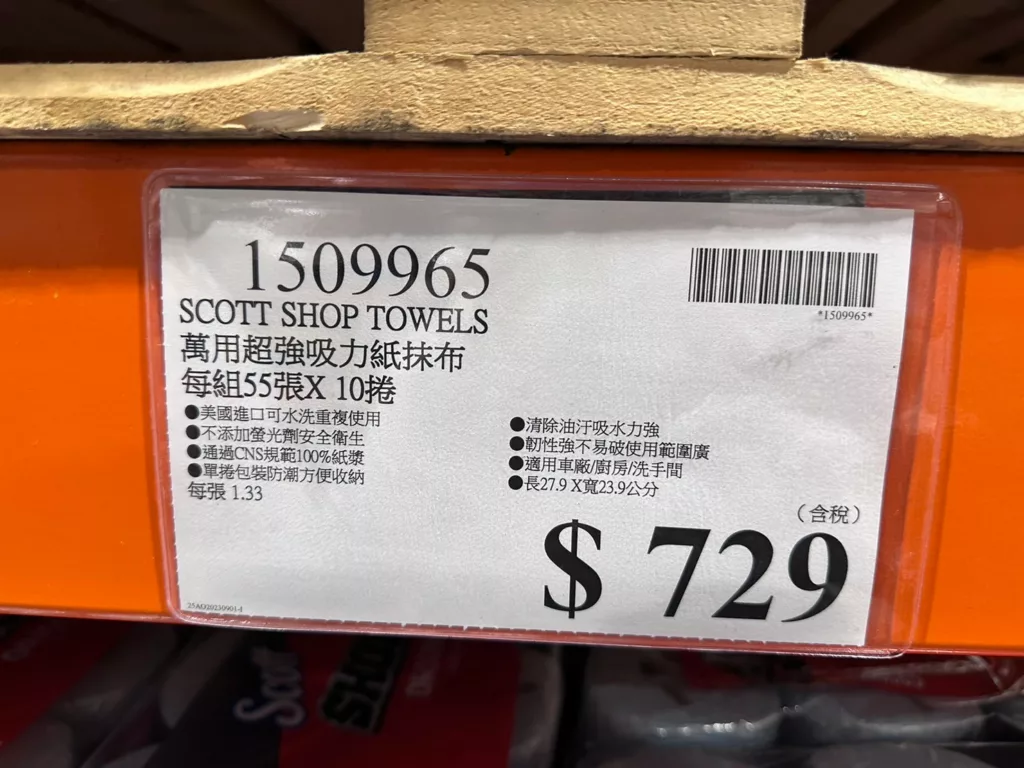 1509965
*1509965*
SCOTT SHOP TOWELS
萬用超強吸力紙抹布
每組55張X 10捲
●美國進口可水洗重複使用
●不添加螢光劑安全衛生
●通過CNS規範100%紙漿
●單捲包裝防潮方便收納
每張 1.33
●清除油汙吸水力強
●韌性強不易破使用範圍廣
●適用車廠/廚房/洗手間
●長27.9 X寬23.9公分
(含稅)
$ 729
Scott